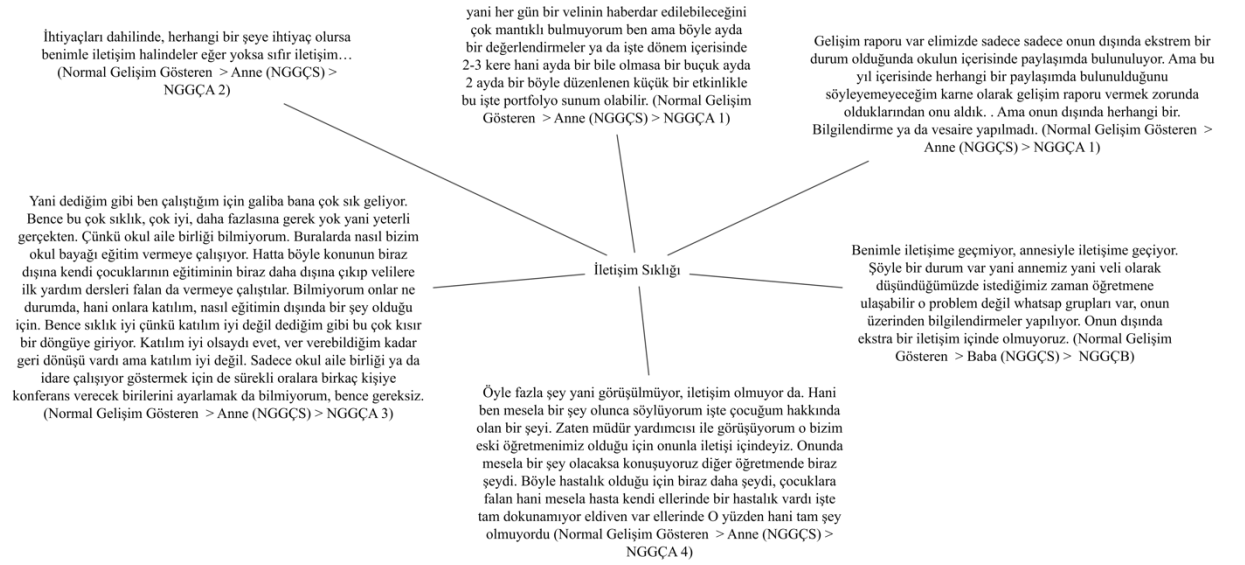 İhtiyaçları dahilinde, herhangi bir şeye ihtiyaç olursa
benimle iletişim halindeler eğer yoksa sıfır iletişim…
(Normal Gelişim Gösteren > Anne (NGGÇS) >
NGGÇA 2)
yani her gün bir velinin haberdar edilebileceğini
çok mantıklı bulmuyorum ben ama böyle ayda
bir değerlendirmeler ya da işte dönem içerisinde
2-3 kere hani ayda bir bile olmasa bir buçuk ayda
2 ayda bir böyle düzenlenen küçük bir etkinlikle
bu işte portfolyo sunum olabilir. (Normal Gelişim
Gösteren > Anne (NGGÇS) > NGGÇA 1)
Gelişim raporu var elimizde sadece sadece onun dışında ekstrem bir
durum olduğunda okulun içerisinde paylaşımda bulunuluyor. Ama bu
yıl içerisinde herhangi bir paylaşımda bulunulduğunu
söyleyemeyeceğim karne olarak gelişim raporu vermek zorunda
olduklarından onu aldık. . Ama onun dışında herhangi bir.
Bilgilendirme ya da vesaire yapılmadı. (Normal Gelişim Gösteren >
Anne (NGGÇS) > NGGÇA 1)
Yani dediğim gibi ben çalıştığım için galiba bana çok sık geliyor.
Bence bu çok sıklık, çok iyi, daha fazlasına gerek yok yani yeterli
gerçekten. Çünkü okul aile birliği bilmiyorum. Buralarda nasıl bizim
okul bayağı eğitim vermeye çalışıyor. Hatta böyle konunun biraz
dışına kendi çocuklarının eğitiminin biraz daha dışına çıkıp velilere
ilk yardım dersleri falan da vermeye çalıştılar. Bilmiyorum onlar ne
durumda, hani onlara katılım, nasıl eğitimin dışında bir şey olduğu
için. Bence sıklık iyi çünkü katılım iyi değil dediğim gibi bu çok kısır
bir döngüye giriyor. Katılım iyi olsaydı evet, ver verebildiğim kadar
geri dönüşü vardı ama katılım iyi değil. Sadece okul aile birliği ya da
idare çalışıyor göstermek için de sürekli oralara birkaç kişiye
konferans verecek birilerini ayarlamak da bilmiyorum, bence gereksiz.
(Normal Gelişim Gösteren > Anne (NGGÇS) > NGGÇA 3)
İletişim Sıklığı
Benimle iletişime geçmiyor, annesiyle iletişime geçiyor.
Şöyle bir durum var yani annemiz yani veli olarak
düşündüğümüzde istediğimiz zaman öğretmene
ulaşabilir o problem değil whatsap grupları var, onun
üzerinden bilgilendirmeler yapılıyor. Onun dışında
ekstra bir iletişim içinde olmuyoruz. (Normal Gelişim
Gösteren > Baba (NGGÇS) > NGGÇB)
Öyle fazla şey yani görüşülmüyor, iletişim olmuyor da. Hani
ben mesela bir şey olunca söylüyorum işte çocuğum hakkında
olan bir şeyi. Zaten müdür yardımcısı ile görüşüyorum o bizim
eski öğretmenimiz olduğu için onunla iletişi içindeyiz. Onunda
mesela bir şey olacaksa konuşuyoruz diğer öğretmende biraz
şeydi. Böyle hastalık olduğu için biraz daha şeydi, çocuklara
falan hani mesela hasta kendi ellerinde bir hastalık vardı işte
tam dokunamıyor eldiven var ellerinde O yüzden hani tam şey
olmuyordu (Normal Gelişim Gösteren > Anne (NGGÇS) >
NGGÇA 4)